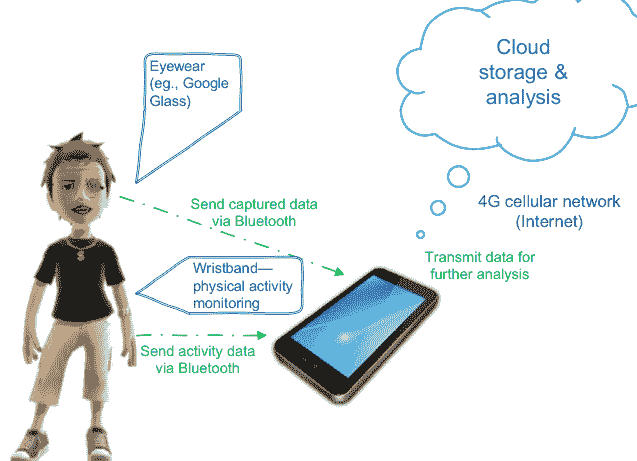 Eyewear
(eg., Google
Glass)
Cloud
storage &
analysis
Send captured data
via Bluetooth
4G cellular network
(Internet)
Transmit data for
further analysis
Wristband—
physical activity
monitoring
Send activity data
via Bluetooth